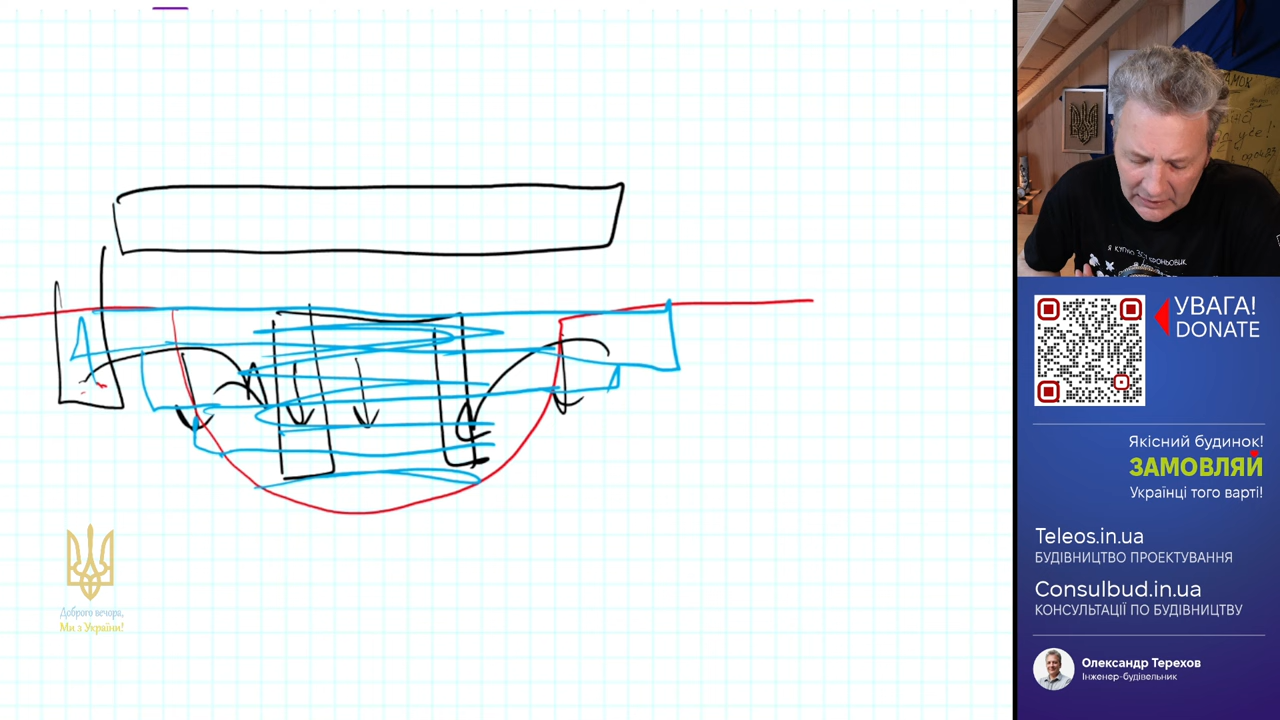 УВАГА!
DONATE
Якісний будинок!
ЗАМОВЛЯЙ
Українці того варті!
Teleos.in.ua
БУДІВНИЦТВО ПРОЕКТУВАННЯ
Consulbud.in.ua
КОНСУЛЬТАЦІЇ ПО БУДІВНИЦТВУ
Олександр Терехов
Інженер-будівельник
Доброго вечора,
Ми з України!